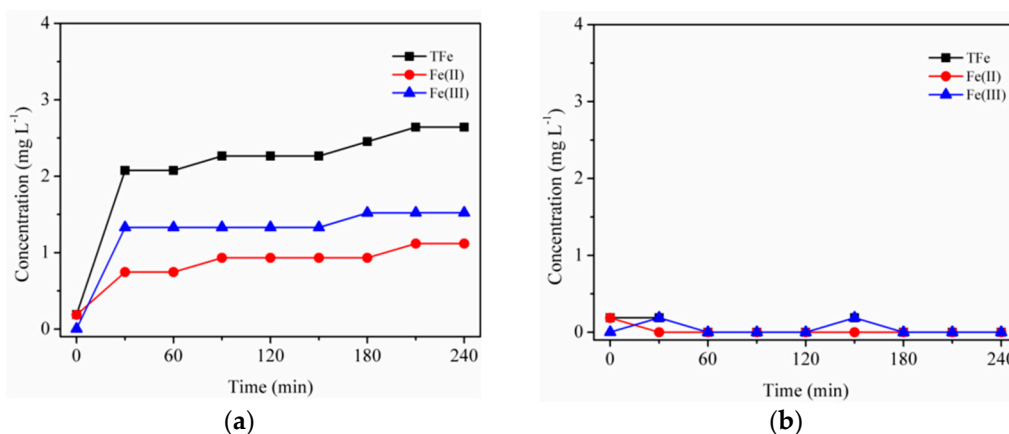 4
3
2
1
0
Concentration (mg L⁻¹)
TFe
Fe(II)
Fe(III)
0 60 120 180 240
Time (min)
(a)
4
3
2
1
0
Concentration (mg L⁻¹)
TFe
Fe(II)
Fe(III)
0 60 120 180 240
Time (min)
(b)